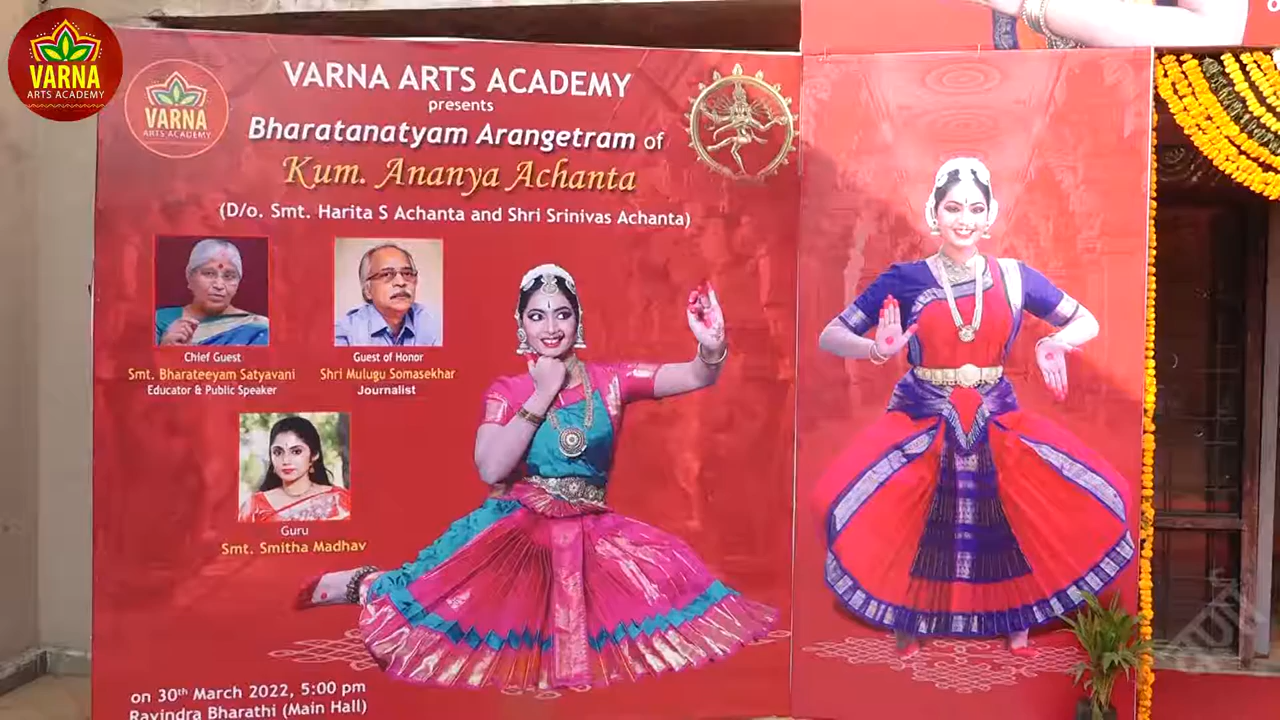 VARNA
ARTS ACADEMY
VARNA
ARTS ACADEMY
VARNA ARTS ACADEMY
presents
Bharatanatyam Arangetram of
Kum. Ananya Achanta
(D/o. Smt. Harita S Achanta and Shri Srinivas Achanta)
Chief Guest
Smt. Bharateeyam Satyavani
Educator & Public Speaker
Guest of Honor
Shri Mulugu Somasekhar
Journalist
Guru
Smt. Smitha Madhav
on 30th March 2022, 5:00 pm
Ravindra Bharathi (Main Hall)